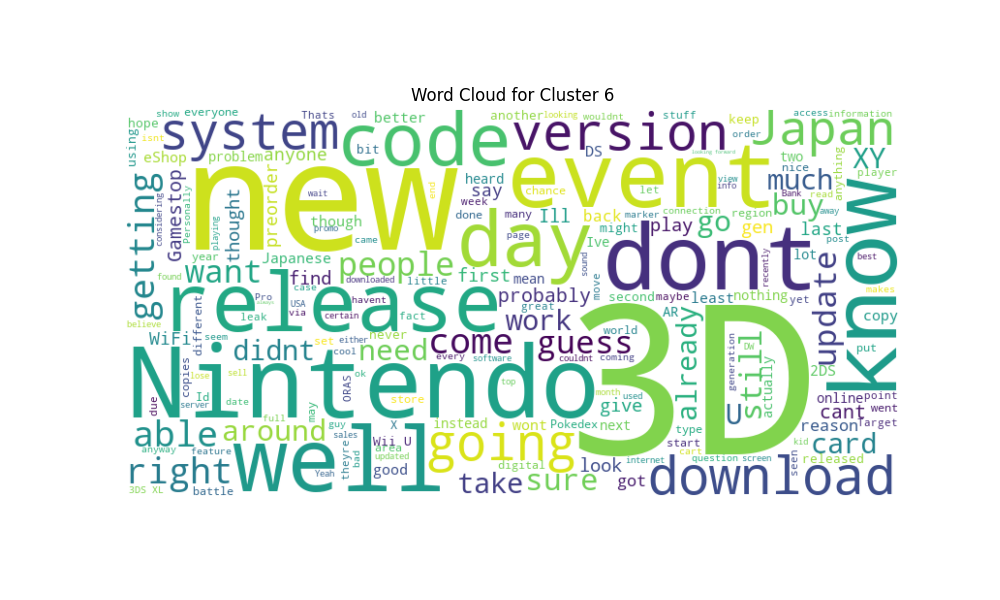 Word Cloud for Cluster 6
show everyone Thats old better another looking wouldnt stuff access information
hope isnt system code bit version keep order Japan
using eShop problem anyone heard DS two nice XY
getting Gamestop thought preorder new wait end say event chance let view info much Bank read anything player
week done many Ill back marker connection region buy away
though promo came page day Ive might play go gen last post know
year Japanese people first mean sound move dont recently lot best
found want find downloaded little probably second maybe least nothing yet makes
considering Personally playing Pro always case USA via havent certain release great work world AR update copy
believe leak fact never come guess couldnt coming already put
WiFi different seem set either cool didnt need every software 3D generation DW still actually 2DS
due copies lose sell Nintendo ok ORAS top month used U online point
server Id date store give type cant went Target
able around full may guy X instead wont Pokedex next start reason card
anyway feature area sales Wii U going look cart kid released
right well theyre bad updated good digital internet question screen seen
battle Yeah take sure got download
3DS XL
looking forward